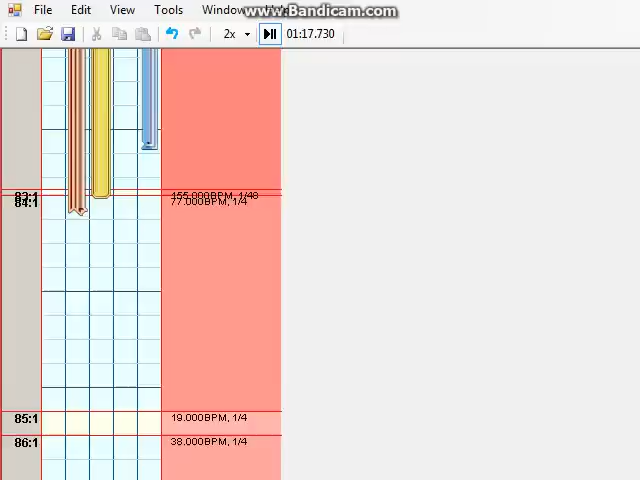 File Edit View Tools Window
www.Bandicam.com
2x 01:17.730
83:1 155.000BPM, 1/48
84:1 77.000BPM, 1/4
85:1 19.000BPM, 1/4
86:1 38.000BPM, 1/4